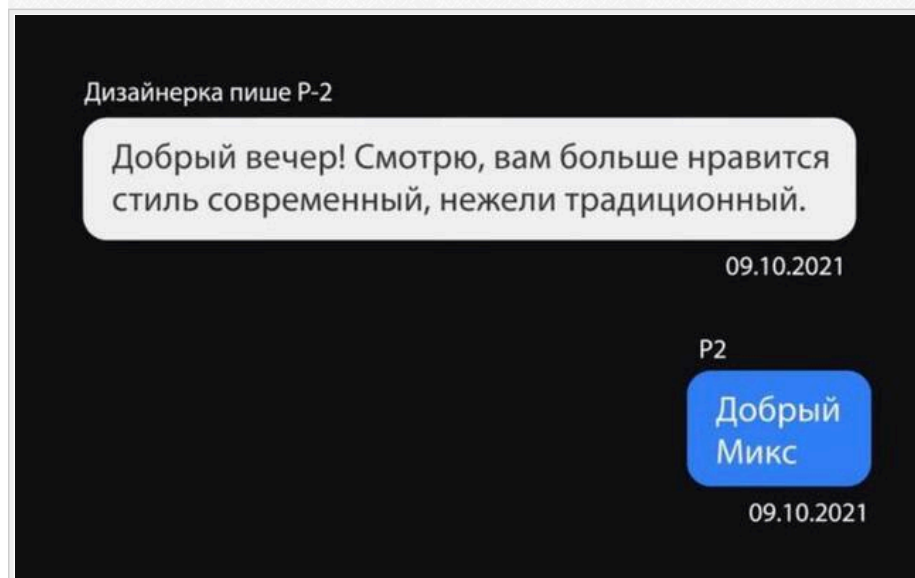 Дизайнерка пише Р-2
Добрый вечер! Смотрю, вам больше нравится
стиль современный, нежели традиционный.
09.10.2021
Р2
Добрый
Микс
09.10.2021